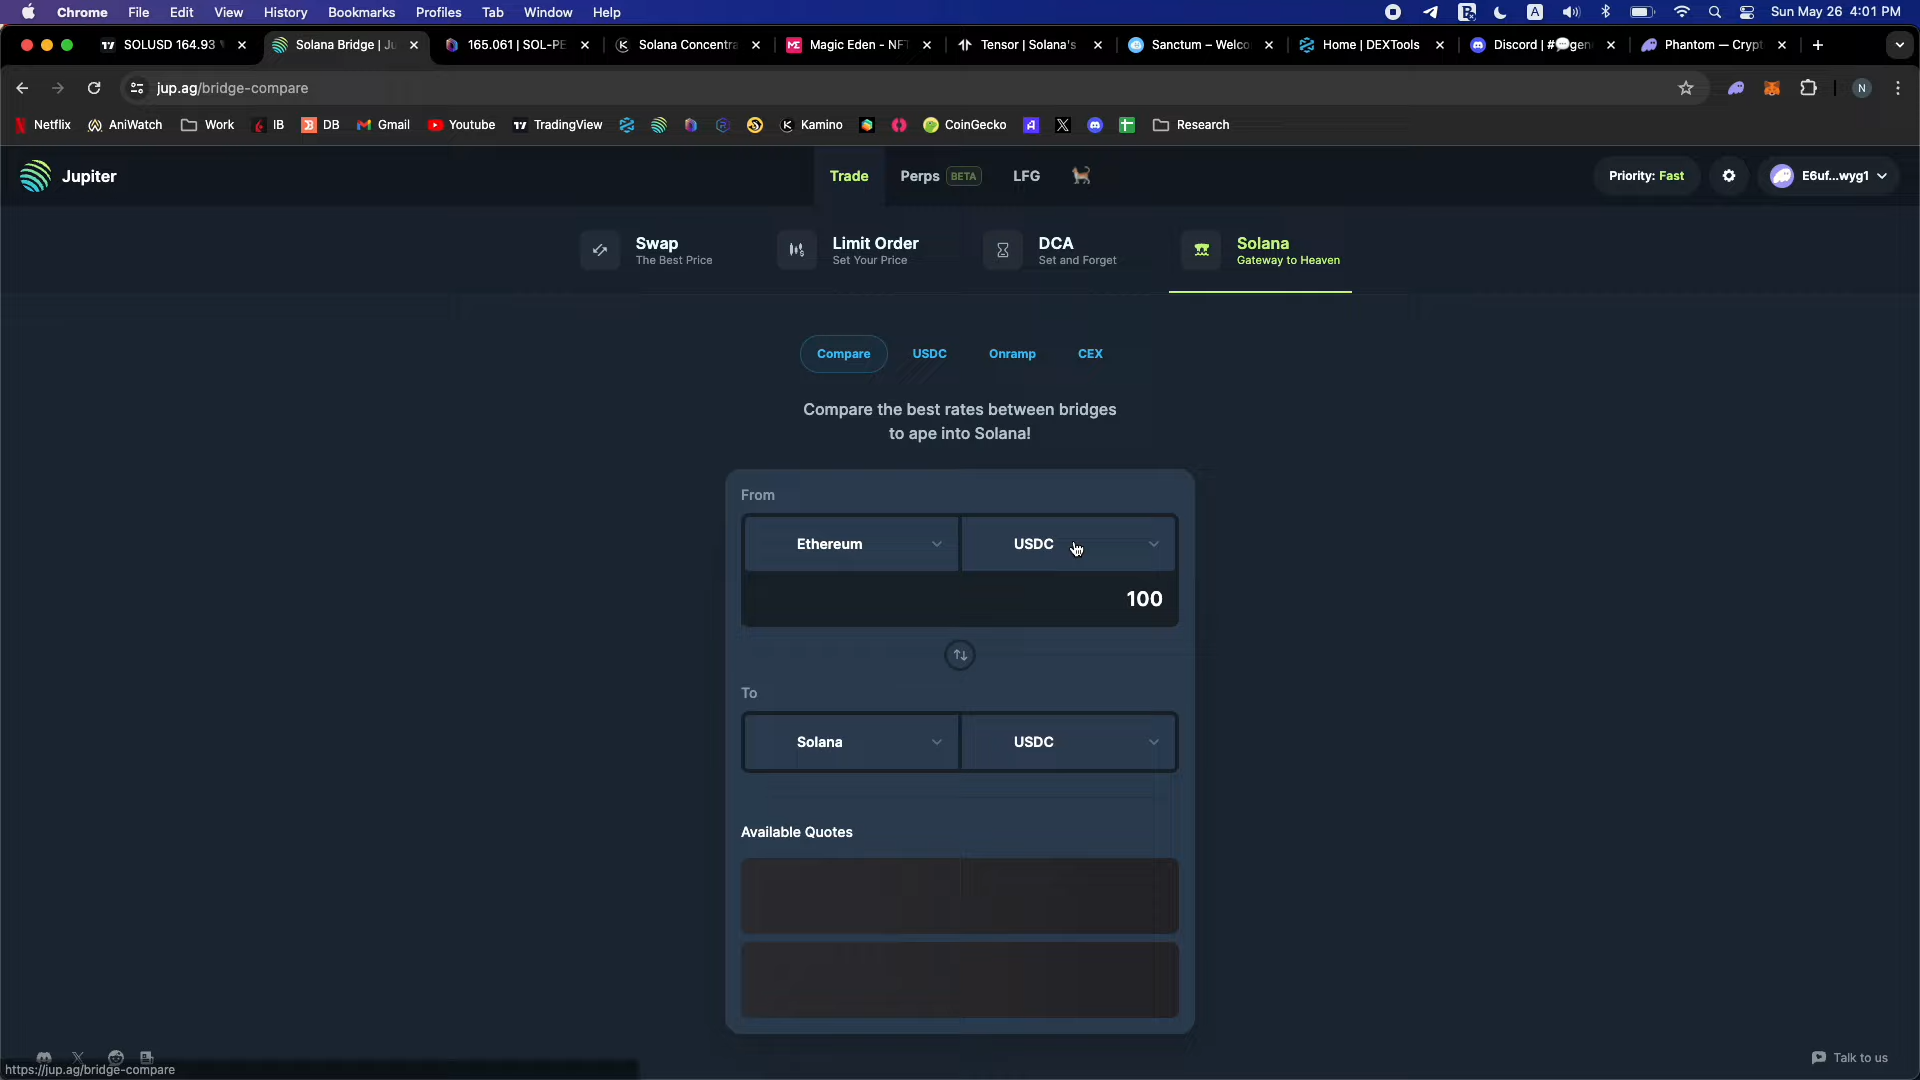 Chrome File Edit View History Bookmarks Profiles Tab Window Help A Sun May 26 4:01 PM
SOLUSD 164.93 Solana Bridge | Ju 165.061 | SOL-PE Solana Concentra Magic Eden - NF Tensor | Solana's Sanctum – Welco Home | DEXTools Discord | # gen Phantom — Crypt
jup.ag/bridge-compare N
Netflix AniWatch Work IB DB Gmail Youtube TradingView Kamino CoinGecko Research
Jupiter Trade Perps BETA LFG Priority: Fast E6uf...wyg1
Swap Limit Order DCA Solana
The Best Price Set Your Price Set and Forget Gateway to Heaven
Compare USDC Onramp CEX
Compare the best rates between bridges
to ape into Solana!
From
Ethereum USDC
100
To
Solana USDC
Available Quotes
Talk to us
https://jup.ag/bridge-compare